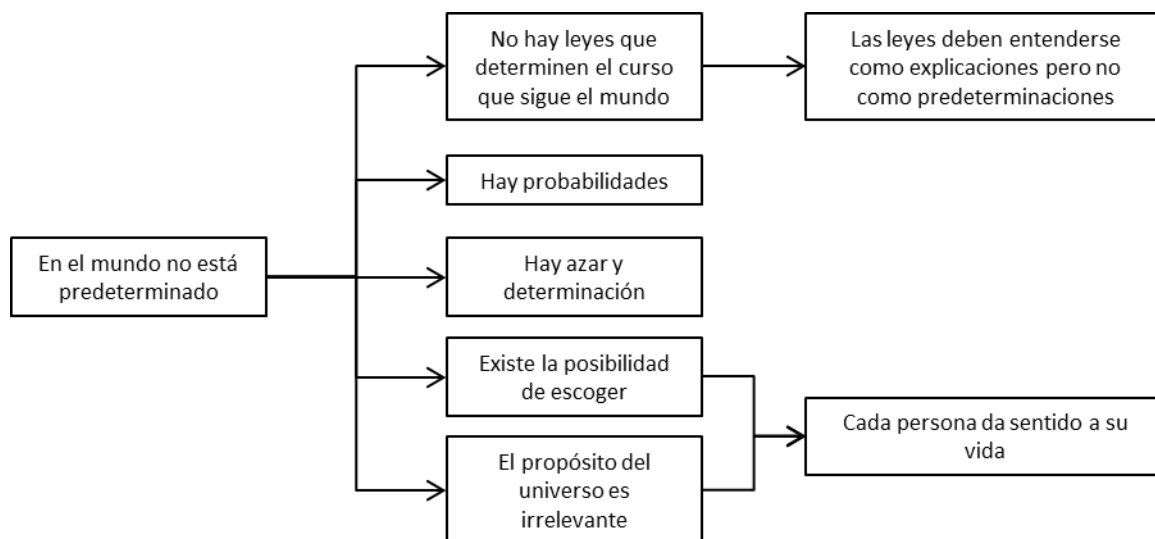 No hay leyes que
determinen el curso
que sigue el mundo
Las leyes deben entenderse
como explicaciones pero no
como predeterminaciones
Hay probabilidades
En el mundo no está
predeterminado
Hay azar y
determinación
Existe la posibilidad
de escoger
Cada persona da sentido a su
vida
El propósito del
universo es
irrelevante